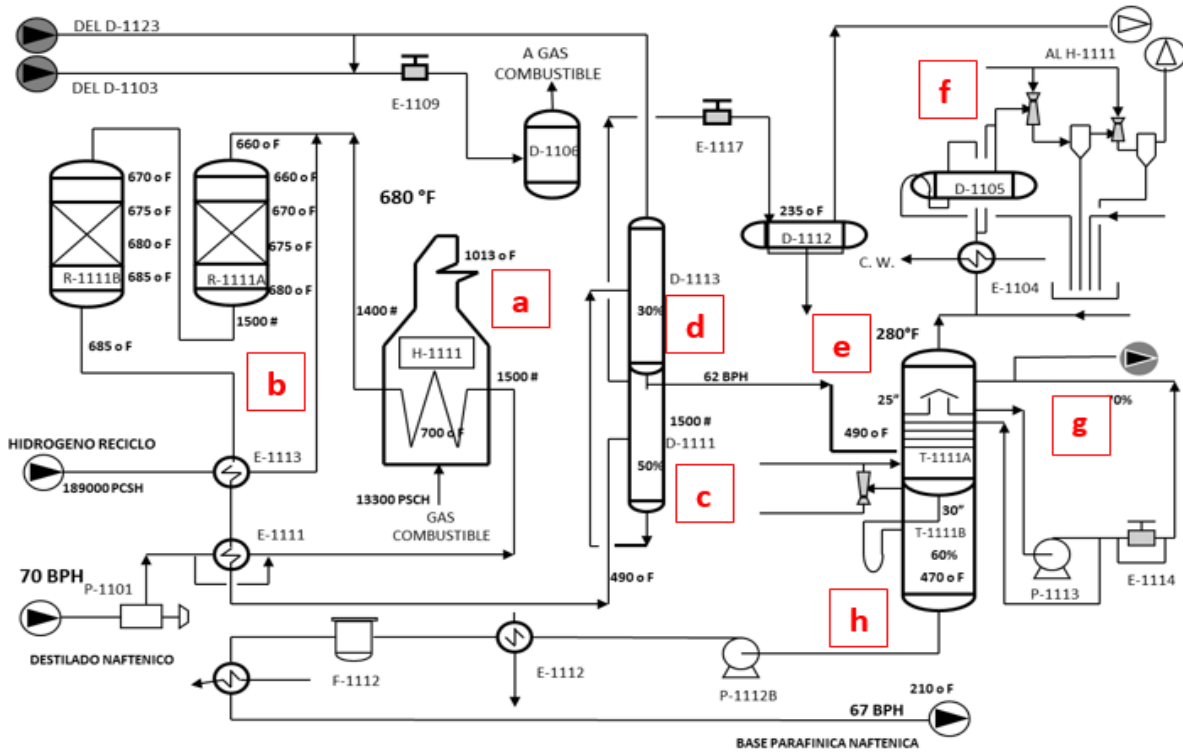 DEL D-1123
DEL D-1103
E-1109
A GAS
COMBUSTIBLE
D-1106
E-1117
AL H-1111
f
D-1105
C. W.
E-1104
660 o F
670 o F
675 o F
680 o F
685 o F
R-1111B
660 o F
670 o F
675 o F
680 o F
R-1111A
1500 #
685 o F
b
680 °F
1013 o F
a
1400 #
H-1111
1500 #
700 o F
13300 PSCH
GAS
COMBUSTIBLE
235 o F
D-1112
D-1113
30%
d
62 BPH
1500 #
D-1111
50%
c
490 o F
e
280°F
25"
490 o F
T-1111A
30"
T-1111B
60%
470 o F
70%
g
P-1113
E-1114
h
HIDROGENO RECICLO
189000 PCSH
E-1113
E-1111
70 BPH
P-1101
DESTILADO NAFTENICO
F-1112
E-1112
P-1112B
210 o F
67 BPH
BASE PARAFINICA NAFTENICA